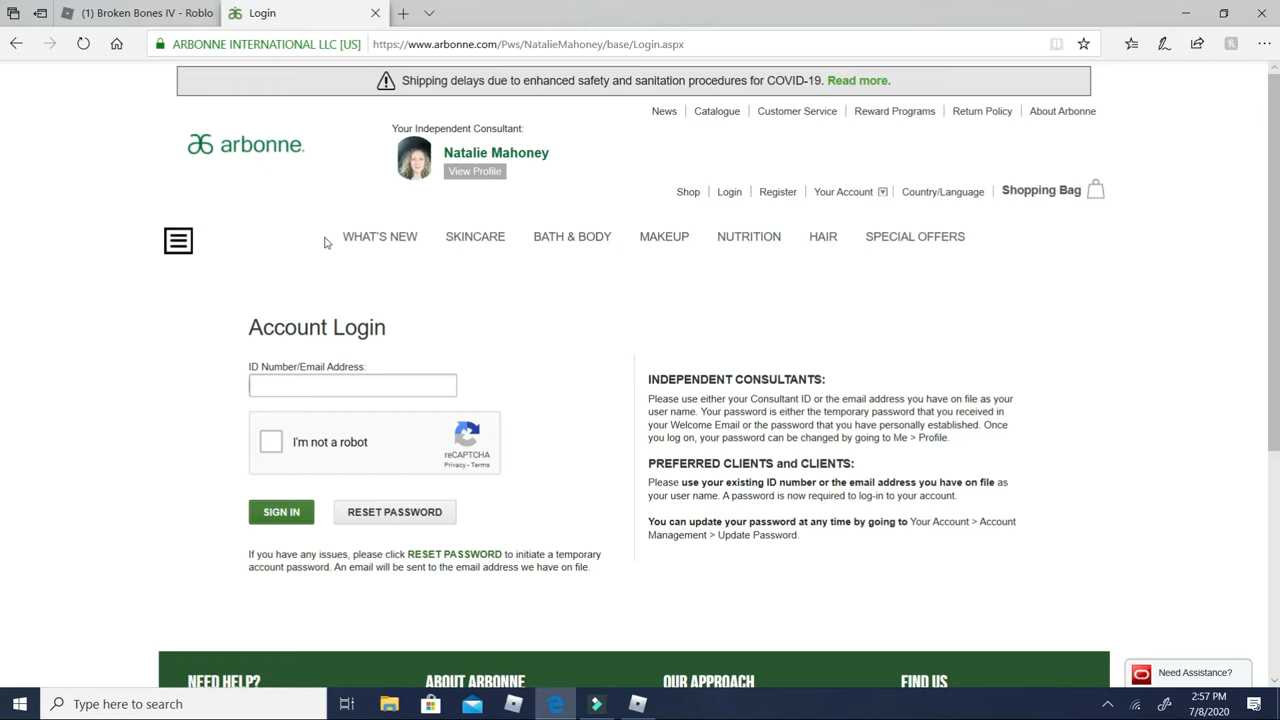 (1) Broken Bones IV - Roblo
Login
ARBONNE INTERNATIONAL LLC [US]
https://www.arbonne.com/Pws/NatalieMahoney/base/Login.aspx
Shipping delays due to enhanced safety and sanitation procedures for COVID-19. Read more.
News
Catalogue
Customer Service
Reward Programs
Return Policy
About Arbonne
arbonne.
Your Independent Consultant:
Natalie Mahoney
View Profile
Shop
Login
Register
Your Account
Country/Language
Shopping Bag
WHAT'S NEW
SKINCARE
BATH & BODY
MAKEUP
NUTRITION
HAIR
SPECIAL OFFERS
Account Login
ID Number/Email Address:
I'm not a robot
reCAPTCHA
Privacy - Terms
SIGN IN
RESET PASSWORD
If you have any issues, please click RESET PASSWORD to initiate a temporary
account password. An email will be sent to the email address we have on file.
INDEPENDENT CONSULTANTS:
Please use either your Consultant ID or the email address you have on file as your
user name. Your password is either the temporary password that you received in
your Welcome Email or the password that you have personally established. Once
you log on, your password can be changed by going to Me > Profile.
PREFERRED CLIENTS and CLIENTS:
Please use your existing ID number or the email address you have on file as
your user name. A password is now required to log-in to your account.
You can update your password at any time by going to Your Account > Account
Management > Update Password.
NEED HELP?
ABOUT ARBONNE
OUR APPROACH
FIND US
Need Assistance?
Type here to search
2:57 PM
7/8/2020